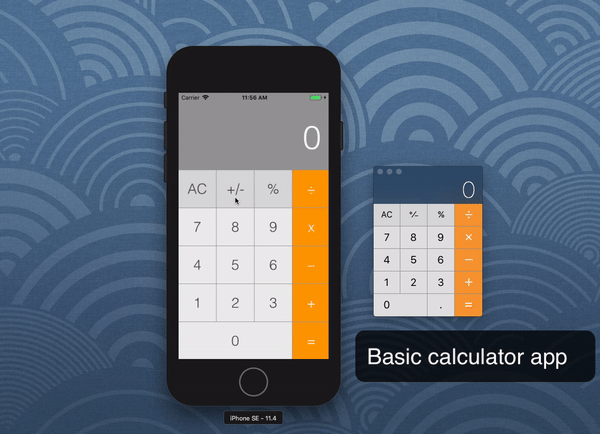 Carrier 11:56 AM
0
AC +/- % ÷
7 8 9 x
4 5 6 −
1 2 3 +
0 =
iPhone SE - 11.4
0
AC +/- % ÷
7 8 9 ×
4 5 6 −
1 2 3 +
0 . =
Basic calculator app